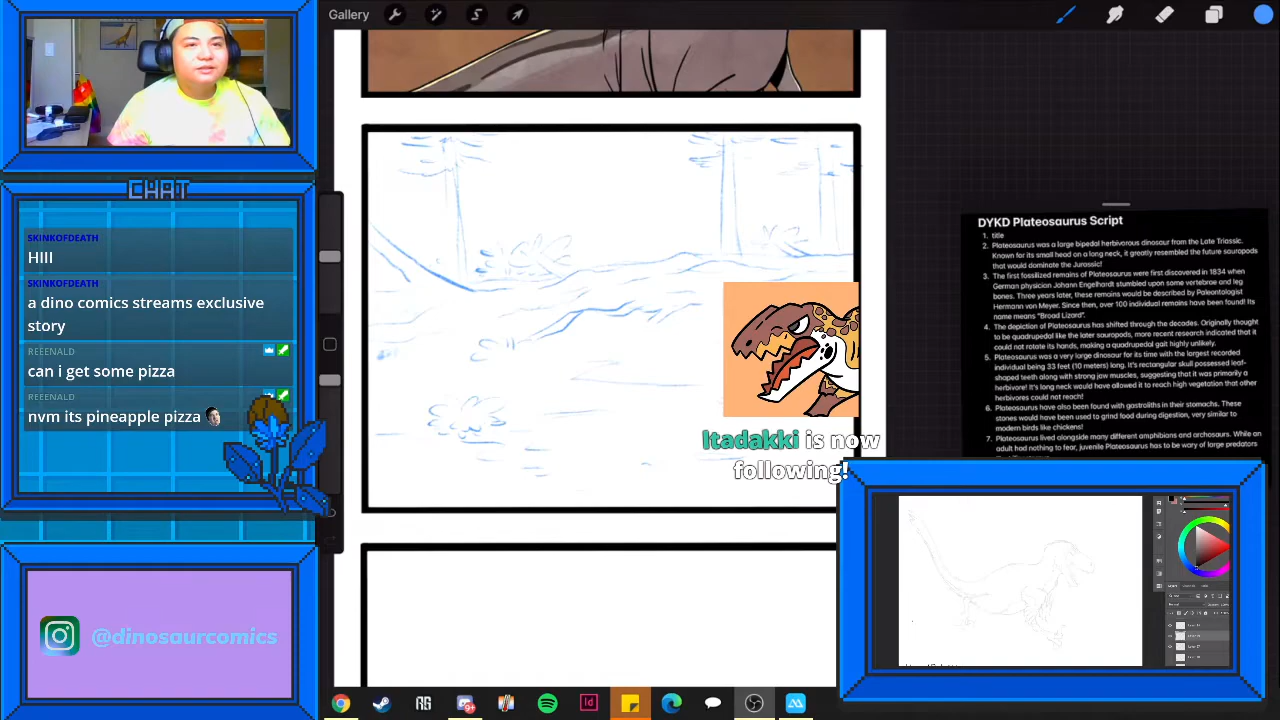 Gallery
CHAT
SKINKOFDEATH
HIII
SKINKOFDEATH
a dino comics streams exclusive
story
REEENALD
can i get some pizza
REEENALD
nvm its pineapple pizza
@dinosaurcomics
Itadakki is now
following!
DYKD Plateosaurus Script
1. title
2. Plateosaurus was a large bipedal herbivorous dinosaur from the Late Triassic.
Known for its small head on a long neck, it greatly resembled the future sauropods
that would dominate the Jurassic!
3. The first fossilized remains of Plateosaurus were first discovered in 1834 when
German physician Johann Engelhardt stumbled upon some vertebrae and leg
bones. Three years later, these remains would be described by Paleontologist
Hermann von Meyer. Since then, over 100 individual remains have been found! Its
name means "Broad Lizard".
4. The depiction of Plateosaurus has shifted through the decades. Originally thought
to be quadrupedal like the later sauropods, more recent research indicated that it
could not rotate its hands, making a quadrupedal gait highly unlikely.
5. Plateosaurus was a very large dinosaur for its time with the largest recorded
individual being 33 feet (10 meters) long. It's rectangular skull possessed leaf-
shaped teeth along with strong jaw muscles, suggesting that it was primarily a
herbivore! It's long neck would have allowed it to reach high vegetation that other
herbivores could not reach!
6. Plateosaurus have also been found with gastroliths in their stomachs. These
stones would have been used to grind food during digestion, very similar to
modern birds like chickens!
7. Plateosaurus lived alongside many different amphibians and archosaurs. While an
adult had nothing to fear, juvenile Plateosaurus has to be wary of large predators